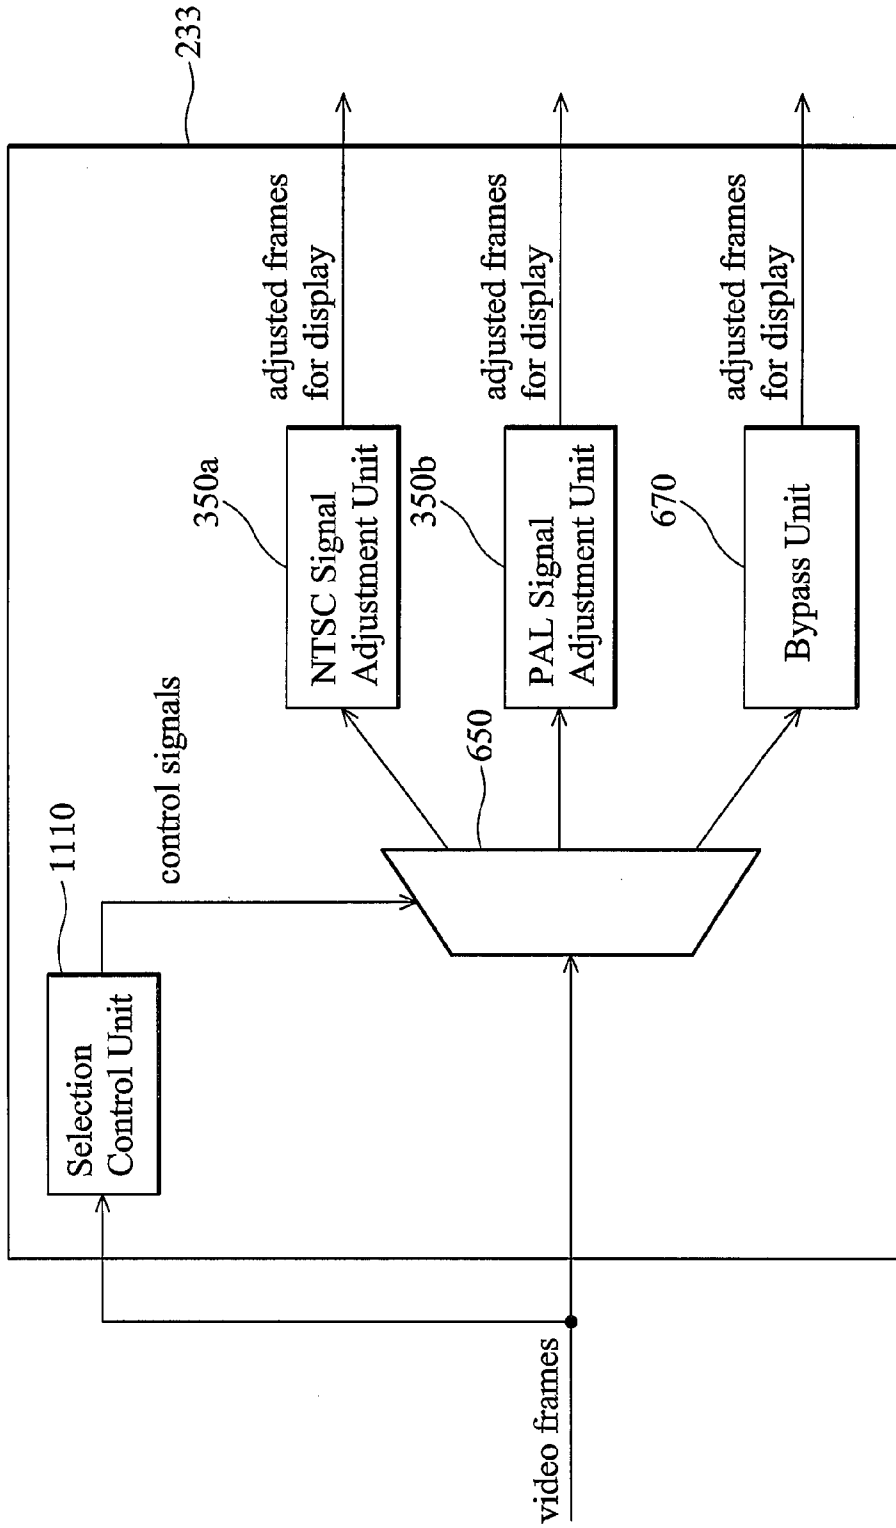 233
1110
Selection
Control Unit
control signals
350a
NTSC Signal
Adjustment Unit
adjusted frames
for display
650
350b
PAL Signal
Adjustment Unit
adjusted frames
for display
670
Bypass Unit
adjusted frames
for display
video frames